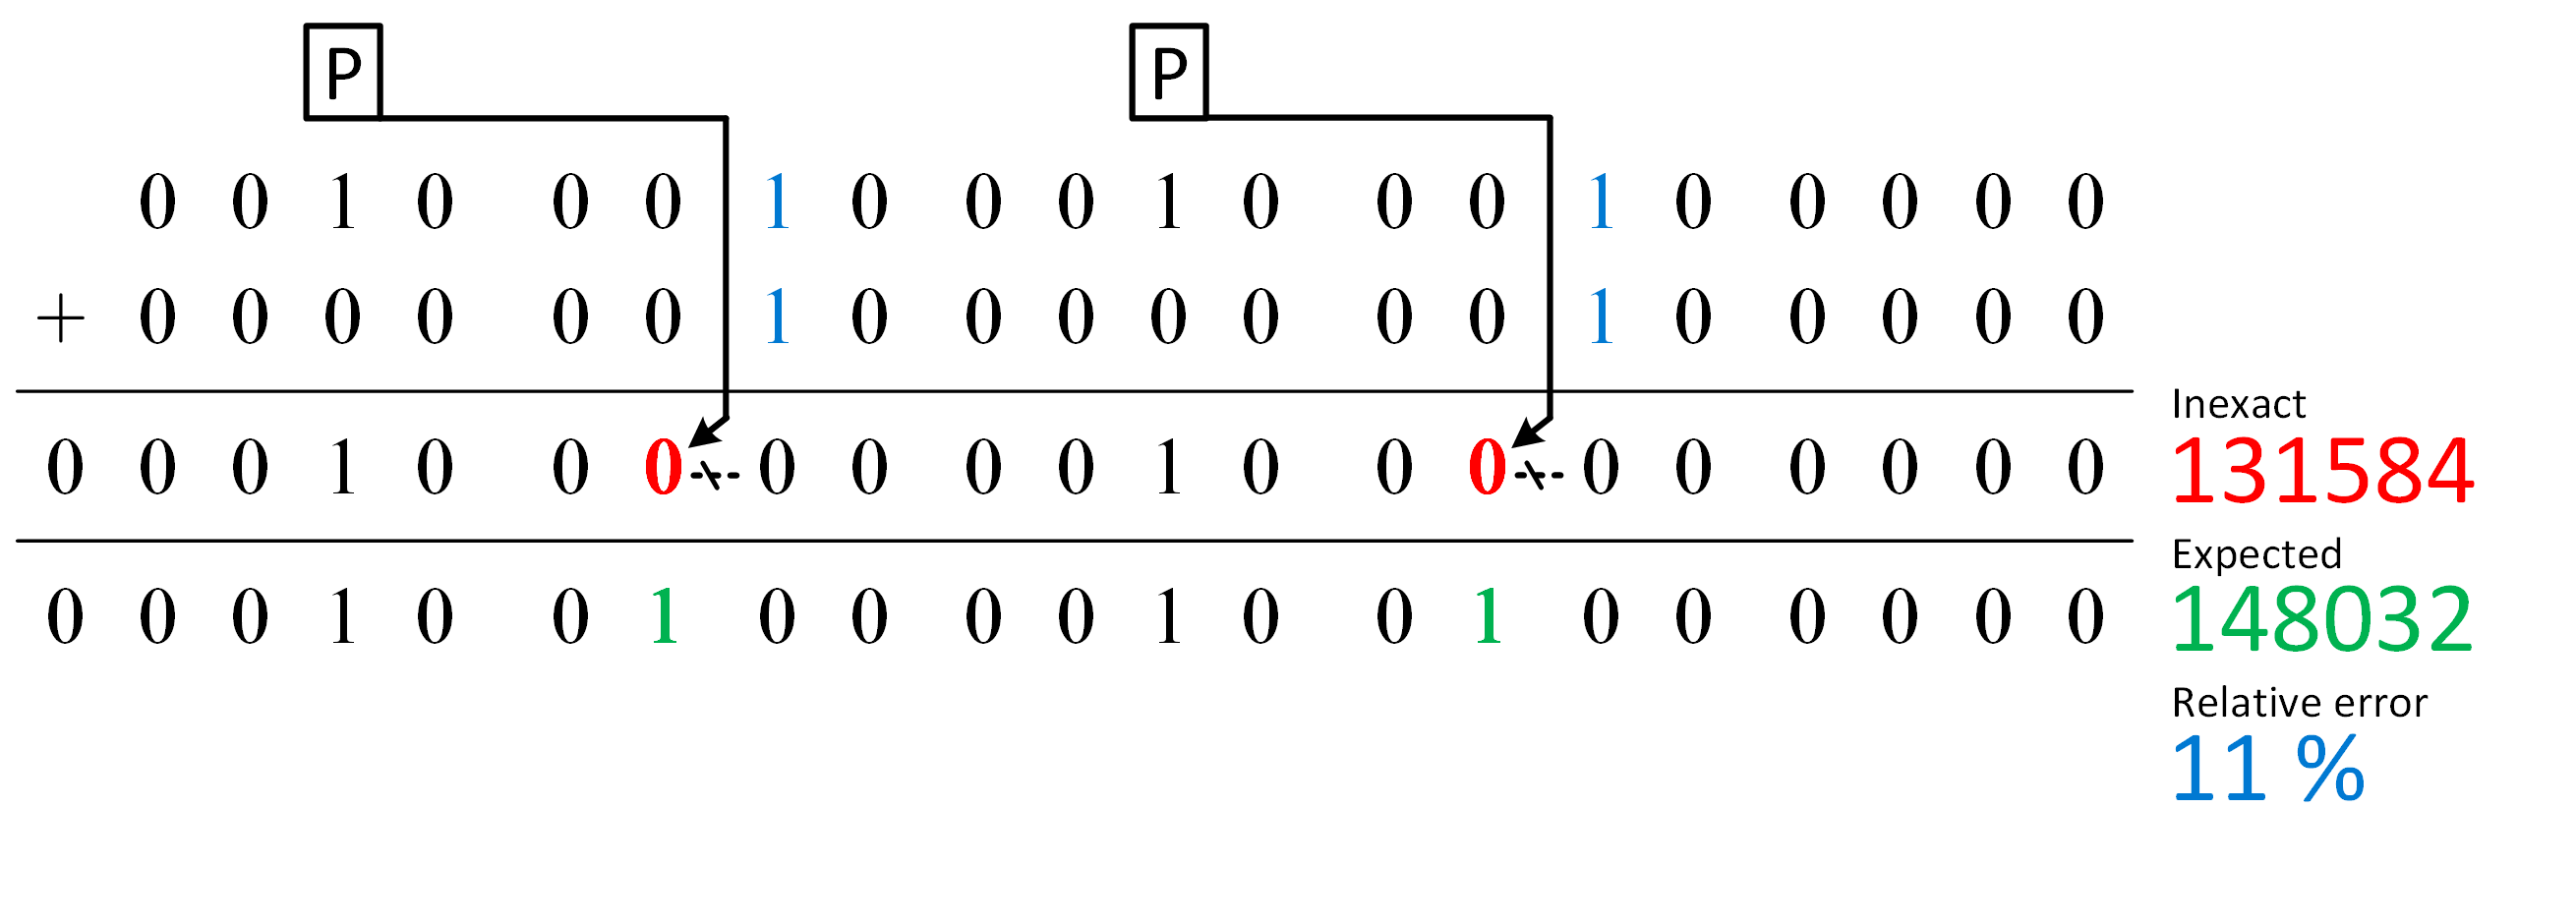 P P
0 0 1 0 0 0 1 0 0 0 1 0 0 0 1 0 0 0 0 0
+ 0 0 0 0 0 0 1 0 0 0 0 0 0 0 1 0 0 0 0 0
Inexact
0 0 0 1 0 0 0 0 0 0 0 1 0 0 0 0 0 0 0 0 0 131584
Expected
0 0 0 1 0 0 1 0 0 0 0 1 0 0 1 0 0 0 0 0 0 148032
Relative error
11 %